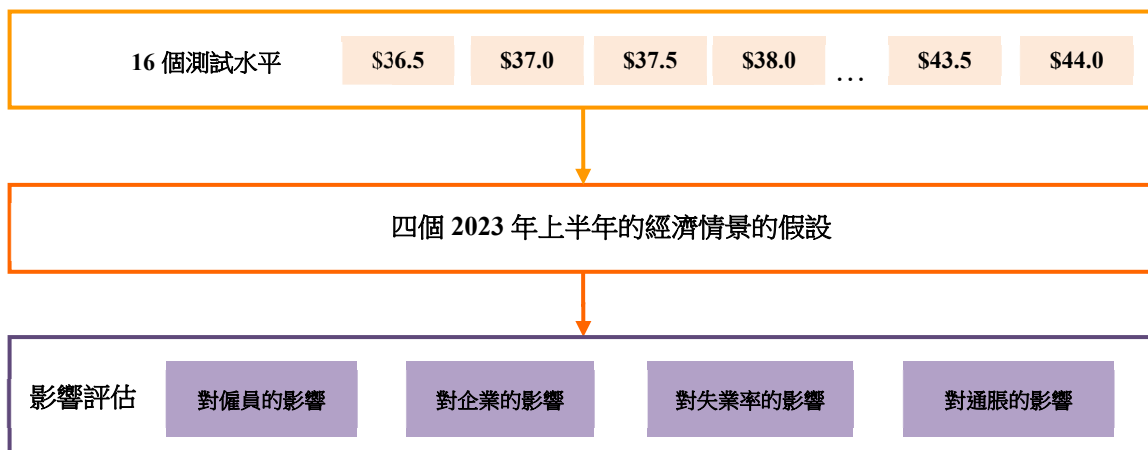 16 個測試水平 $36.5 $37.0 $37.5 $38.0 … $43.5 $44.0
四個 2023 年上半年的經濟情景的假設
影響評估 對僱員的影響 對企業的影響 對失業率的影響 對通脹的影響